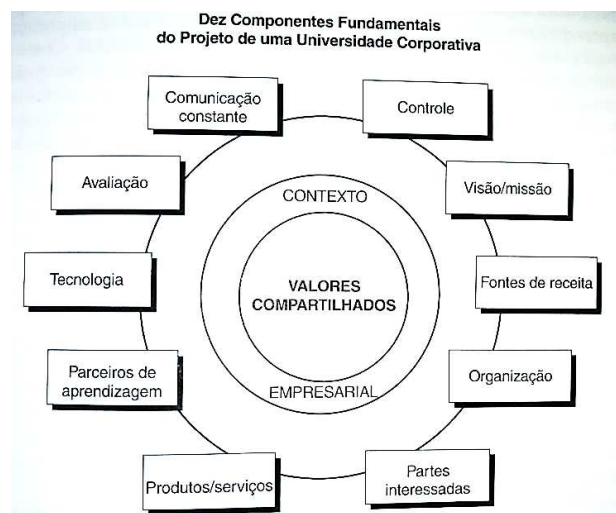 Dez Componentes Fundamentais
do Projeto de uma Universidade Corporativa
Comunicação
constante
Controle
Avaliação
Visão/missão
CONTEXTO
Tecnologia
VALORES
COMPARTILHADOS
Fontes de receita
Parceiros de
aprendizagem
EMPRESARIAL
Organização
Produtos/serviços
Partes
interessadas